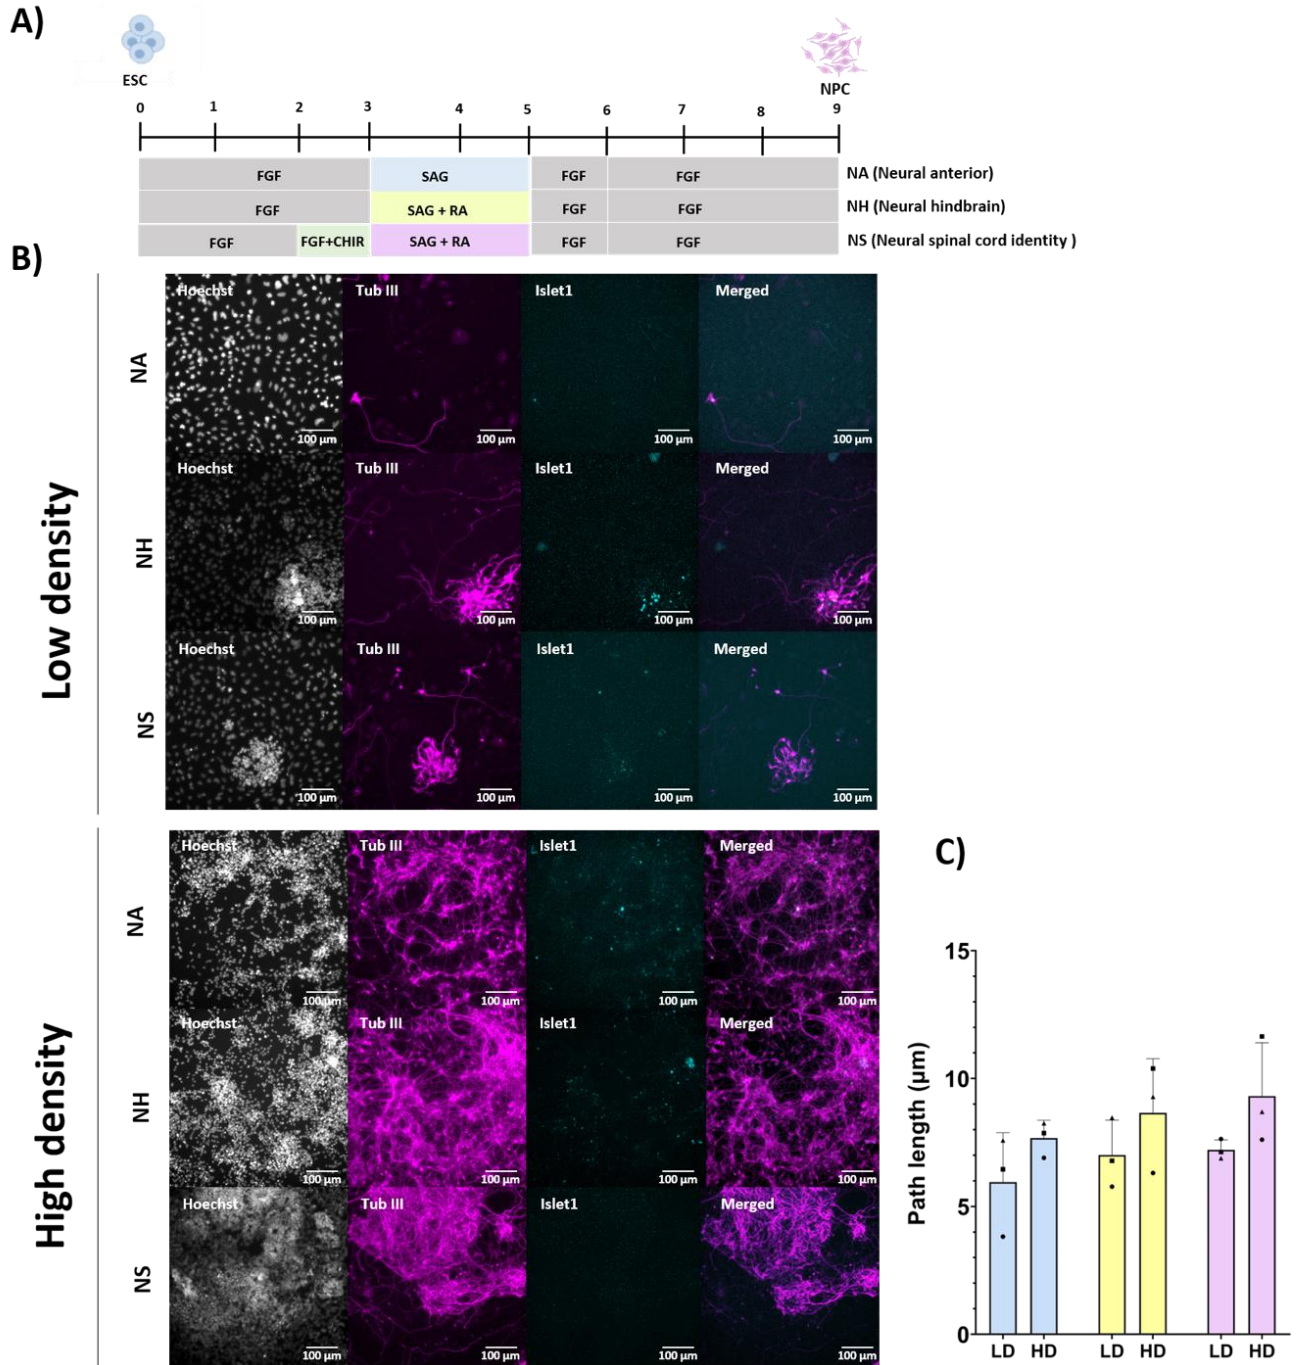 A)
ESC
NPC
0 1 2 3 4 5 6 7 8 9
FGF SAG FGF FGF NA (Neural anterior)
FGF SAG + RA FGF FGF NH (Neural hindbrain)
FGF FGF+CHIR SAG + RA FGF FGF NS (Neural spinal cord identity )
B)
Low density
NA
Hoechst Tub III Islet1 Merged
100 µm 100 µm 100 µm 100 µm
NH
Hoechst Tub III Islet1 Merged
100 µm 100 µm 100 µm 100 µm
NS
Hoechst Tub III Islet1 Merged
100 µm 100 µm 100 µm 100 µm
High density
NA
Hoechst Tub III Islet1 Merged
100 µm 100 µm 100 µm 100 µm
NH
Hoechst Tub III Islet1 Merged
100 µm 100 µm 100 µm 100 µm
NS
Hoechst Tub III Islet1 Merged
100 µm 100 µm 100 µm 100 µm
C)
Path length (µm)
15
10
5
0
LD HD LD HD LD HD